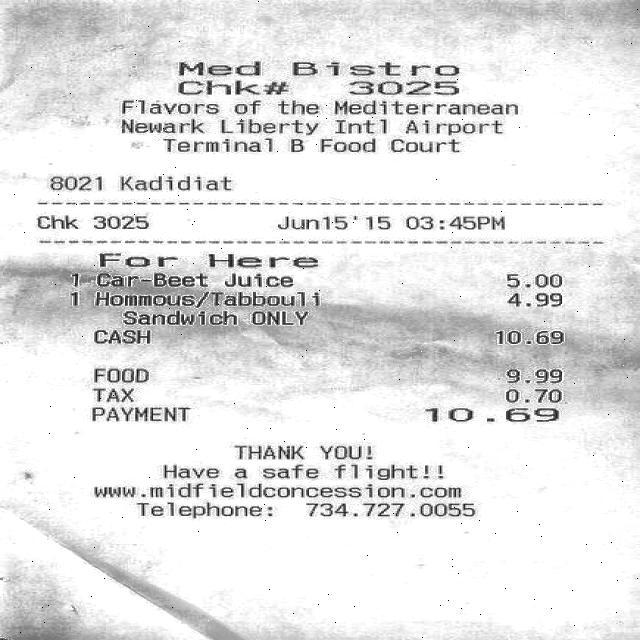 Med Bistro
Chk# 3025
Flavors of the Mediterranean
Newark Liberty Intl Airport
Terminal B Food Court
8021 Kadidiat
Chk 3025 Jun15'15 03:45PM
For Here
1 Car-Beet Juice 5.00
1 Hommous/Tabbouli 4.99
Sandwich ONLY
CASH 10.69
FOOD 9.99
TAX 0.70
PAYMENT 10.69
THANK YOU!
Have a safe flight!!
www.midfieldconcession.com
Telephone: 734.727.0055